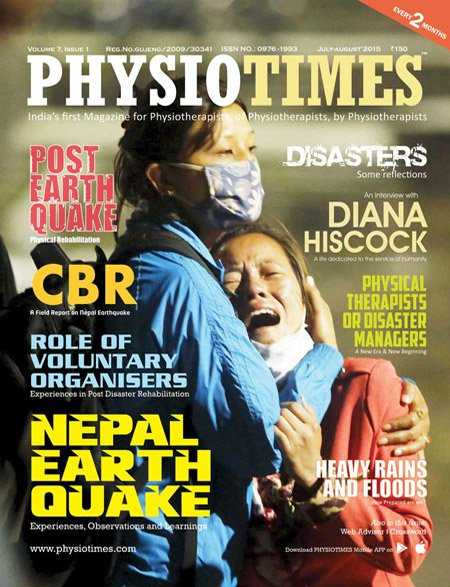 EVERY 2 MONTHS
VOLUME 7, ISSUE 1 REG.NO.GUJENG/2009/30341 ISSN NO.: 0976-1993 JULY-AUGUST'2015 ₹150
PHYSIOTIMES™
India's first Magazine for Physiotherapists, of Physiotherapists, by Physiotherapists
POST
EARTH
QUAKE
Physical Rehabilitation
DISASTERS
Some reflections
An interview with
DIANA
HISCOCK
A life dedicated to the service of humanity
CBR
A Field Report on Nepal Earthquake
PHYSICAL
THERAPISTS
OR DISASTER
MANAGERS
A New Era & New Beginning
ROLE OF
VOLUNTARY
ORGANISERS
Experiences in Post Disaster Rehabilitation
NEPAL
EARTH
QUAKE
Experiences, Observations and Learnings
HEAVY RAINS
AND FLOODS
Prepared are we?
Also in this issue:
Web Advisor | Crossword
www.physiotimes.com
Download PHYSIOTIMES Mobile APP on